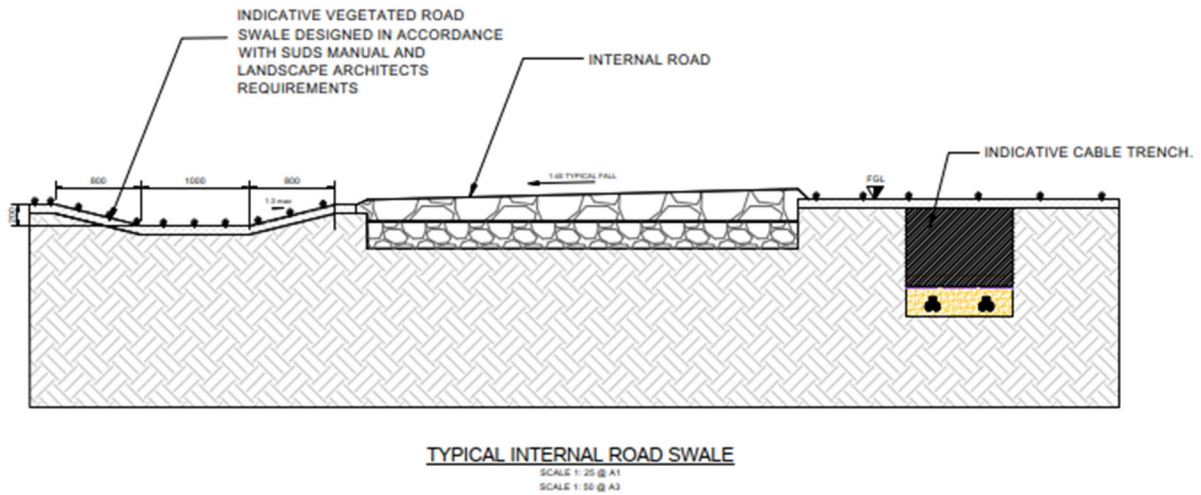 INDICATIVE VEGETATED ROAD
SWALE DESIGNED IN ACCORDANCE
WITH SUDS MANUAL AND
LANDSCAPE ARCHITECTS
REQUIREMENTS
INTERNAL ROAD
INDICATIVE CABLE TRENCH.
800
1000
800
1:3 max
1:40 TYPICAL FALL
FGL
200
TYPICAL INTERNAL ROAD SWALE
SCALE 1: 25 @ A1
SCALE 1: 50 @ A3